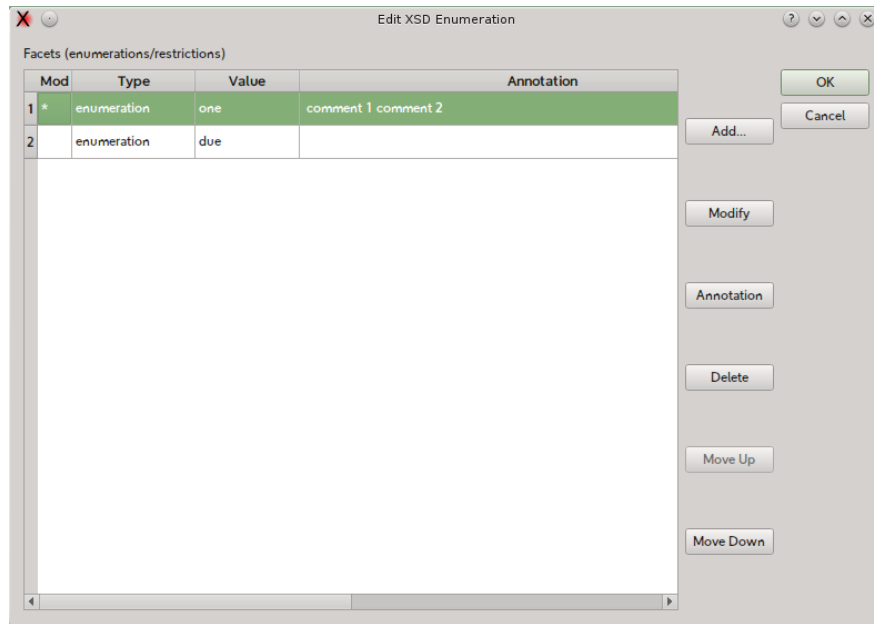 Edit XSD Enumeration
Facets (enumerations/restrictions)
Mod Type Value Annotation
1 * enumeration one comment 1 comment 2
2 enumeration due
OK
Cancel
Add...
Modify
Annotation
Delete
Move Up
Move Down